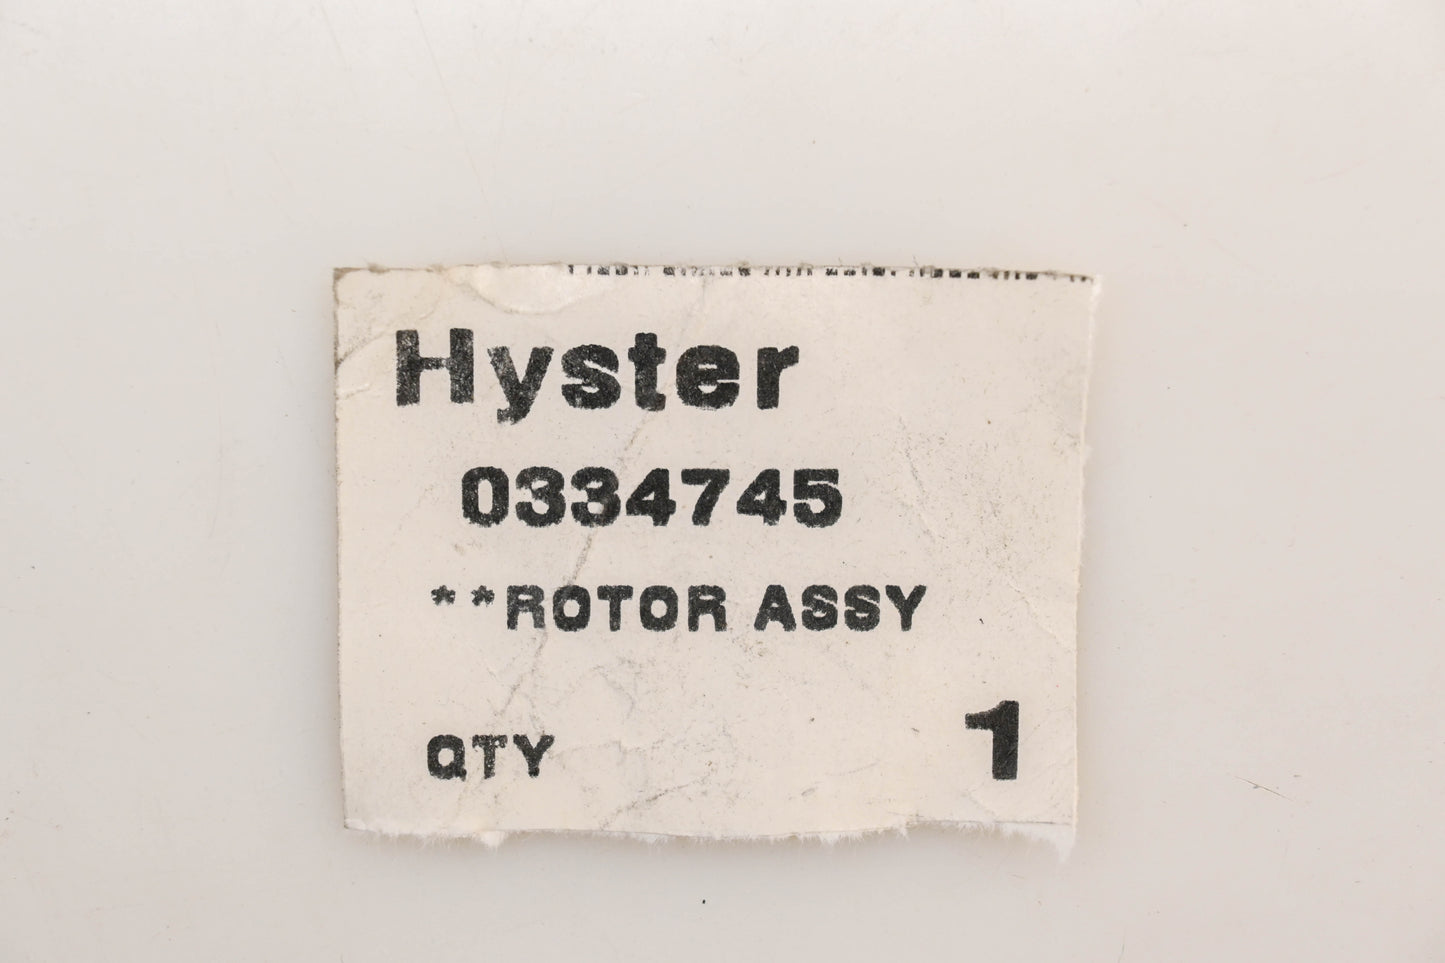 Hyster
0334745
**ROTOR ASSY
QTY 1